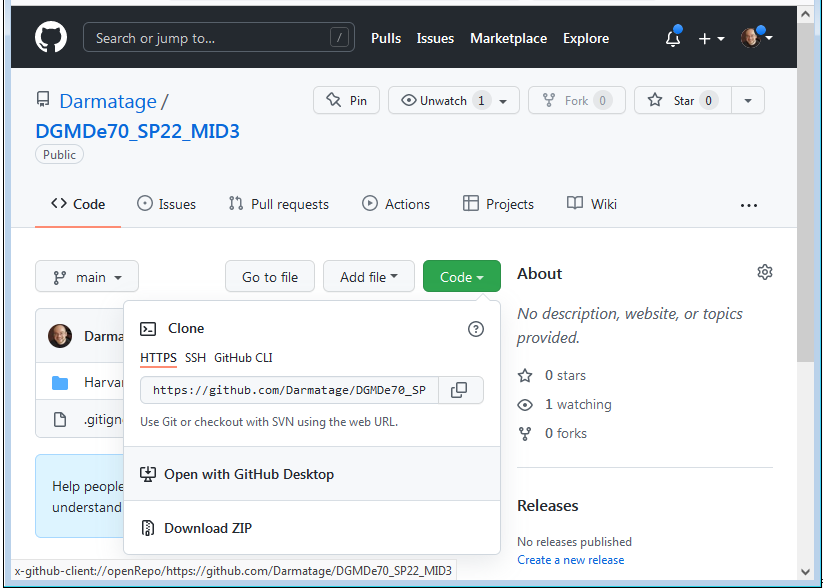 Search or jump to…
/
Pulls
Issues
Marketplace
Explore
Darmatage /
DGMDe70_SP22_MID3
Public
Pin
Unwatch 1
Fork 0
Star 0
Code
Issues
Pull requests
Actions
Projects
Wiki
...
main
Go to file
Add file
Code
Darma
Harvar
.gitign
Help people
understand
Clone
?
HTTPS SSH GitHub CLI
https://github.com/Darmatage/DGMDe70_SP
Use Git or checkout with SVN using the web URL.
Open with GitHub Desktop
Download ZIP
About
No description, website, or topics
provided.
0 stars
1 watching
0 forks
Releases
No releases published
Create a new release
x-github-client://openRepo/https://github.com/Darmatage/DGMDe70_SP22_MID3